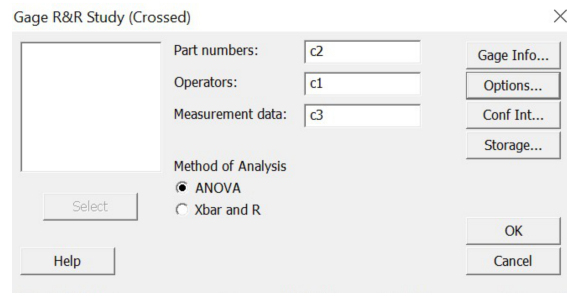 Gage R&R Study (Crossed)
Part numbers: c2
Operators: c1
Measurement data: c3
Method of Analysis
ANOVA
Xbar and R
Select
Help
Gage Info...
Options...
Conf Int...
Storage...
OK
Cancel